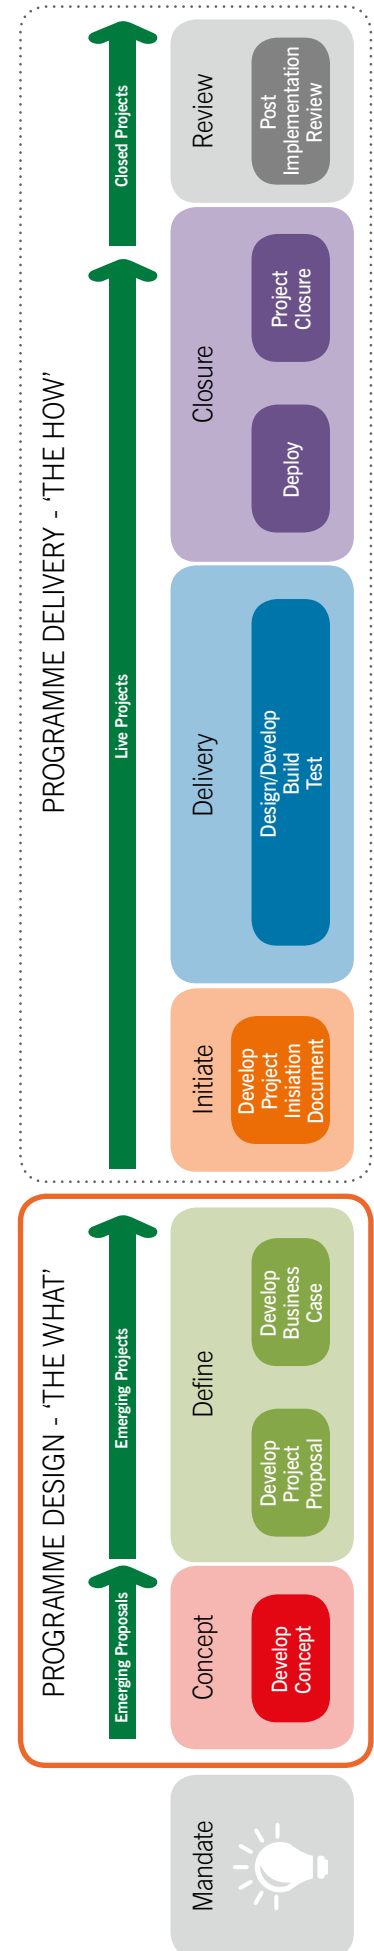 Mandate
PROGRAMME DESIGN - ‘THE WHAT’
Emerging Proposals
Emerging Projects
Concept
Develop
Concept
Define
Develop
Project
Proposal
Develop
Business
Case
PROGRAMME DELIVERY - ‘THE HOW’
Live Projects
Closed Projects
Initiate
Develop
Project
Inisiation
Document
Delivery
Design/Develop
Build
Test
Closure
Deploy
Project
Closure
Review
Post
Implementation
Review